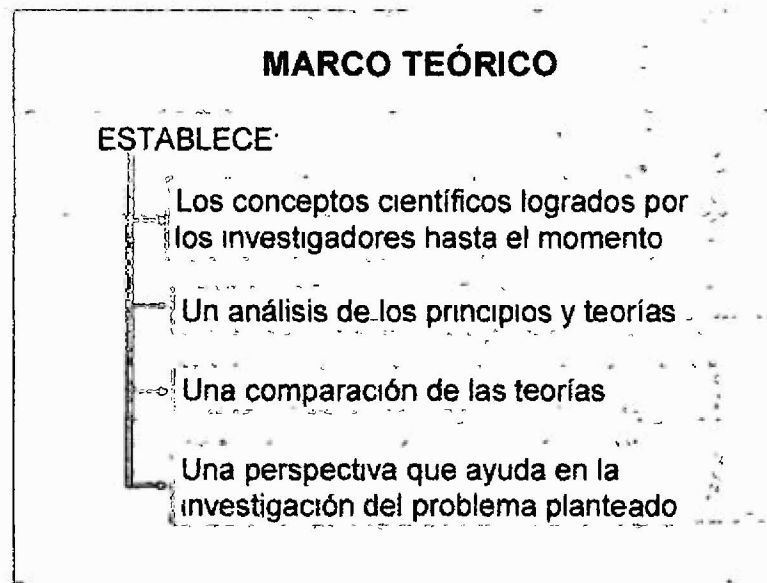 MARCO TEÓRICO
ESTABLECE
Los conceptos científicos logrados por
los investigadores hasta el momento
Un análisis de los principios y teorías
Una comparación de las teorías
Una perspectiva que ayuda en la
investigación del problema planteado